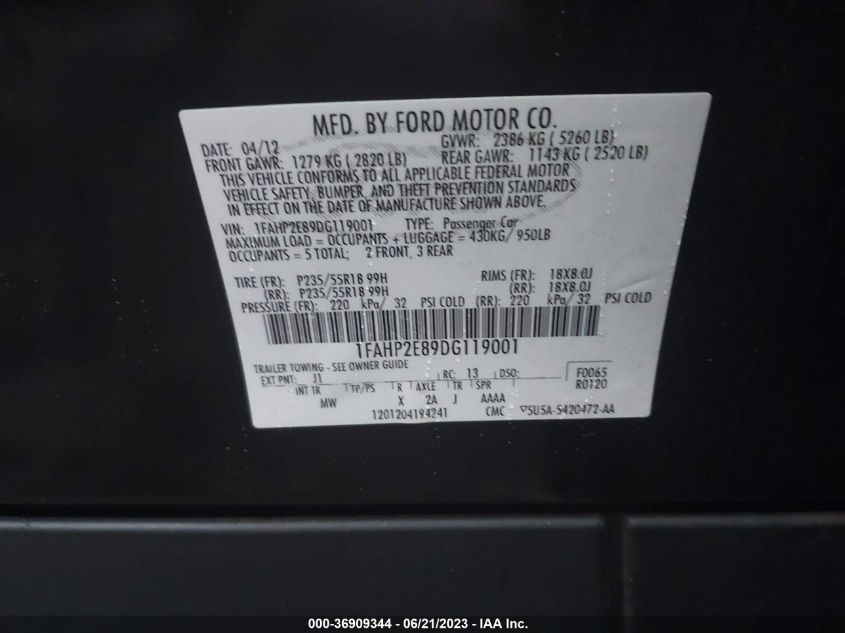 MFD. BY FORD MOTOR CO.
DATE: 04/12 GVWR: 2386 KG ( 5260 LB)
FRONT GAWR: 1279 KG ( 2820 LB) REAR GAWR: 1143 KG ( 2520 LB)
THIS VEHICLE CONFORMS TO ALL APPLICABLE FEDERAL MOTOR
VEHICLE SAFETY, BUMPER, AND THEFT PREVENTION STANDARDS
IN EFFECT ON THE DATE OF MANUFACTURE SHOWN ABOVE.
VIN: 1FAHP2E89DG119001 TYPE: Passenger Car
MAXIMUM LOAD = OCCUPANTS + LUGGAGE = 430KG/ 950LB
OCCUPANTS = 5 TOTAL; 2 FRONT, 3 REAR
TIRE (FR): P235/55R18 99H RIMS (FR): 18X8.0J
(RR): P235/55R18 99H (RR): 18X8.0J
PRESSURE (FR): 220 kPa/ 32 PSI COLD (RR): 220 kPa/ 32 PSI COLD
1FAHP2E89DG119001
TRAILER TOWING - SEE OWNER GUIDE
EXT PNT: J1 RC: 13 DSO: F0065
INT TR TP/PS R AXLE TR SPR R0120
MW X 2A J AAAA
1201204194241 CMC ▽5U5A-5420472-AA
000-36909344 / 06/21/2023 / IAA Inc.